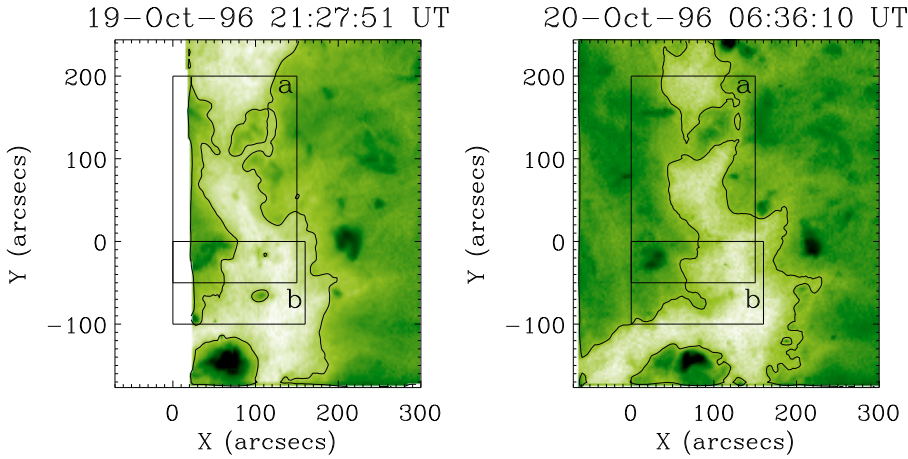 19-Oct-96 21:27:51 UT
20-Oct-96 06:36:10 UT
200
100
0
-100
Y (arcsecs)
a
b
0 100 200 300
X (arcsecs)
200
100
0
-100
Y (arcsecs)
a
b
0 100 200 300
X (arcsecs)